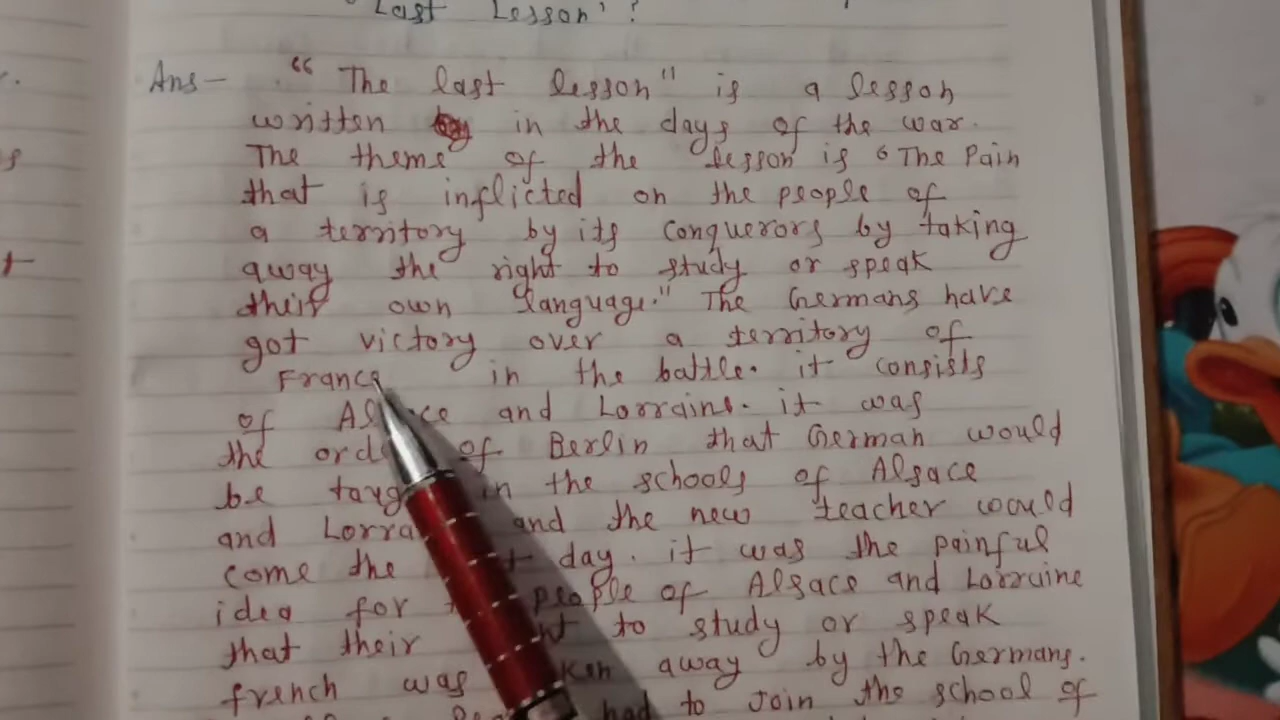 Last Lesson'?
Ans- "The last lesson" is a lesson
written in the days of the war.
The theme of the lesson is 'The Pain
that is inflicted on the people of
a territory by its conquerors by taking
away the right to study or speak
their own language." The Germans have
got victory over a territory of
France in the battle. it consists
of and Lorrains. it was
the of Berlin that German would
be in the schools of Alsace
and and the new teacher would
come the day. it was the painful
idea for people of Alsace and Lorraine
that their to study or speak
french was away by the Germans.
had to Join the school of